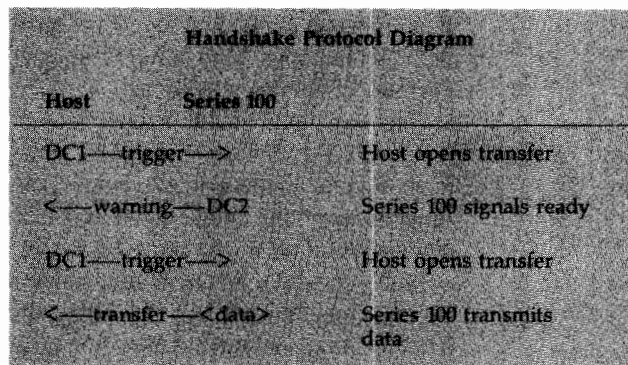 Handshake Protocol Diagram
Host Series 100
DC1—trigger—> Host opens transfer
<—warning—DC2 Series 100 signals ready
DC1—trigger—> Host opens transfer
<—transfer—<data> Series 100 transmits
data